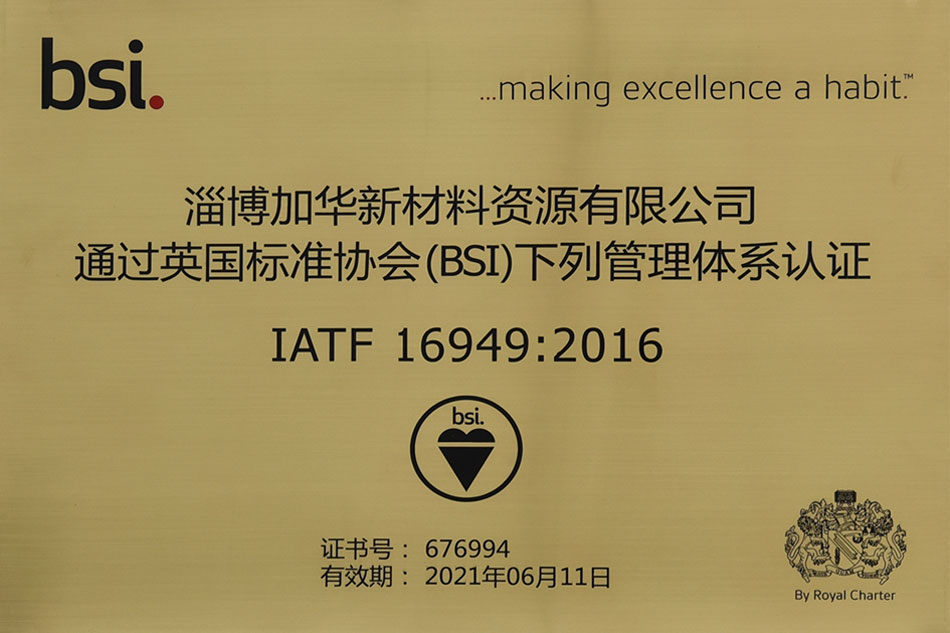 bsi.
...making excellence a habit.™
淄博加华新材料资源有限公司
通过英国标准协会(BSI)下列管理体系认证
IATF 16949:2016
bsi.
证书号： 676994
有效期： 2021年06月11日
By Royal Charter